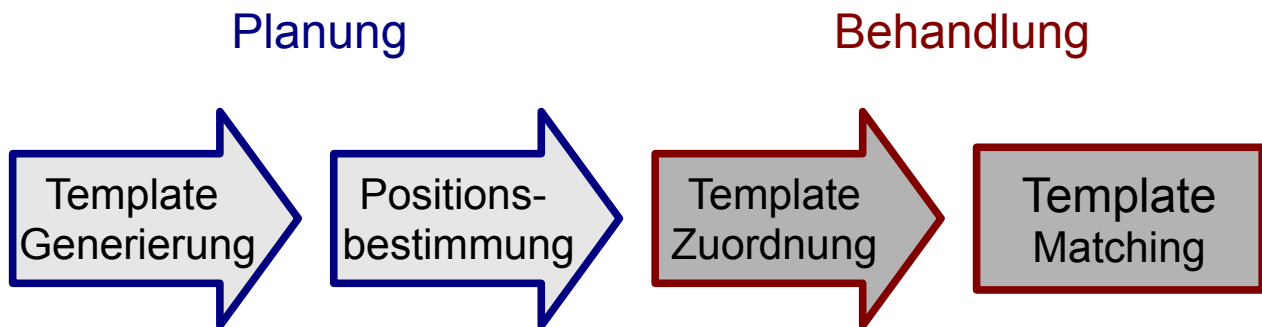 Planung
Behandlung
Template
Generierung
Positions-
bestimmung
Template
Zuordnung
Template
Matching